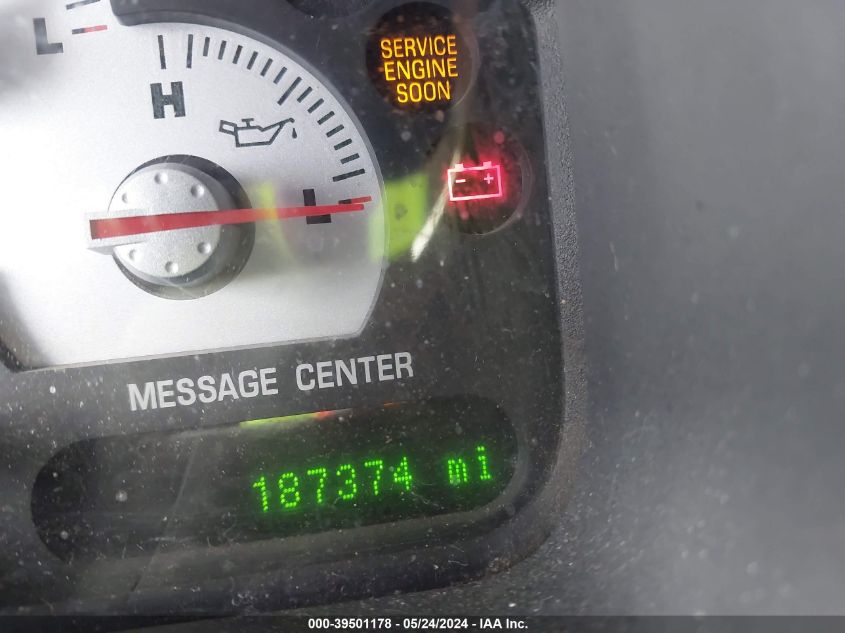 L
H
L
SERVICE
ENGINE
SOON
- +
MESSAGE CENTER
187374 mi
000-39501178 - 05/24/2024 - IAA Inc.